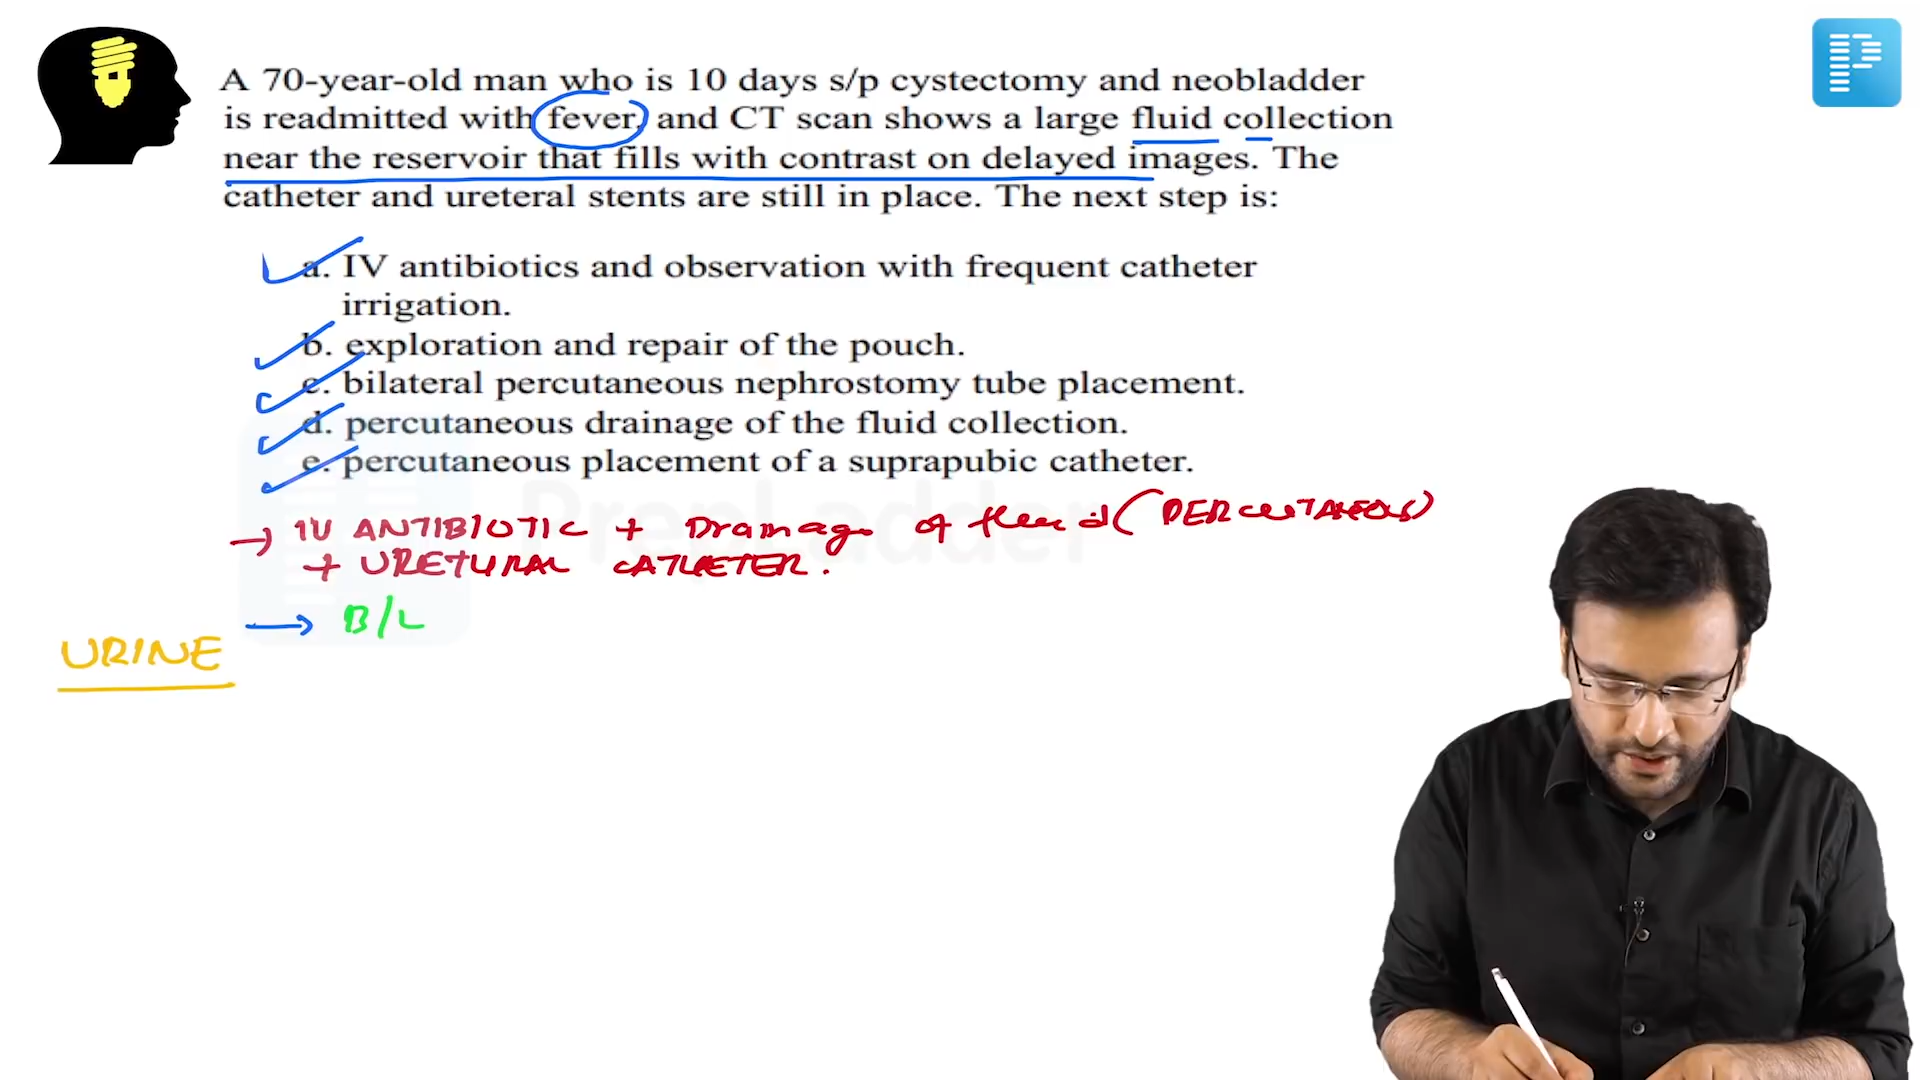 A 70-year-old man who is 10 days s/p cystectomy and neobladder
is readmitted with fever, and CT scan shows a large fluid collection
near the reservoir that fills with contrast on delayed images. The
catheter and ureteral stents are still in place. The next step is:
a. IV antibiotics and observation with frequent catheter
irrigation.
b. exploration and repair of the pouch.
c. bilateral percutaneous nephrostomy tube placement.
d. percutaneous drainage of the fluid collection.
e. percutaneous placement of a suprapubic catheter.
PrepLadder
→ IV ANTIBIOTIC + Drainage of fluid (PERCUTANEOUS)
+ URETURAL CATHETER.
→ B/L
URINE